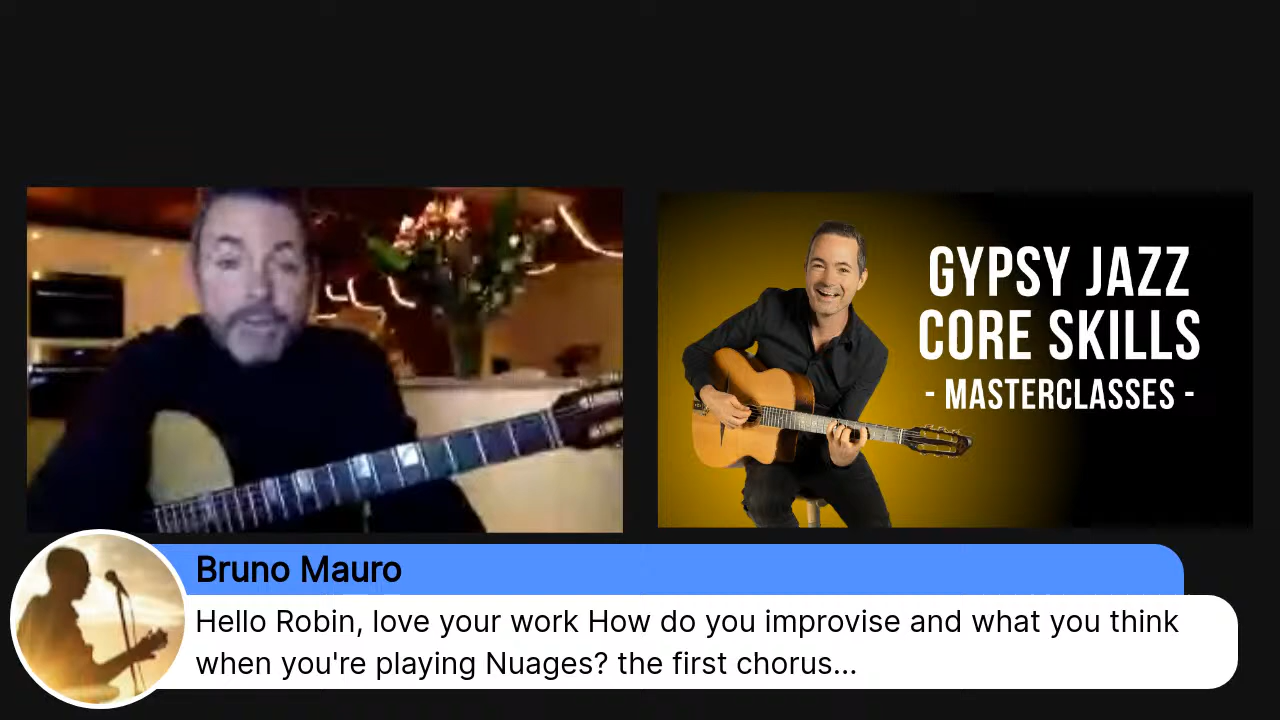 GYPSY JAZZ
CORE SKILLS
- MASTERCLASSES -
Bruno Mauro
Hello Robin, love your work How do you improvise and what you think
when you're playing Nuages? the first chorus...